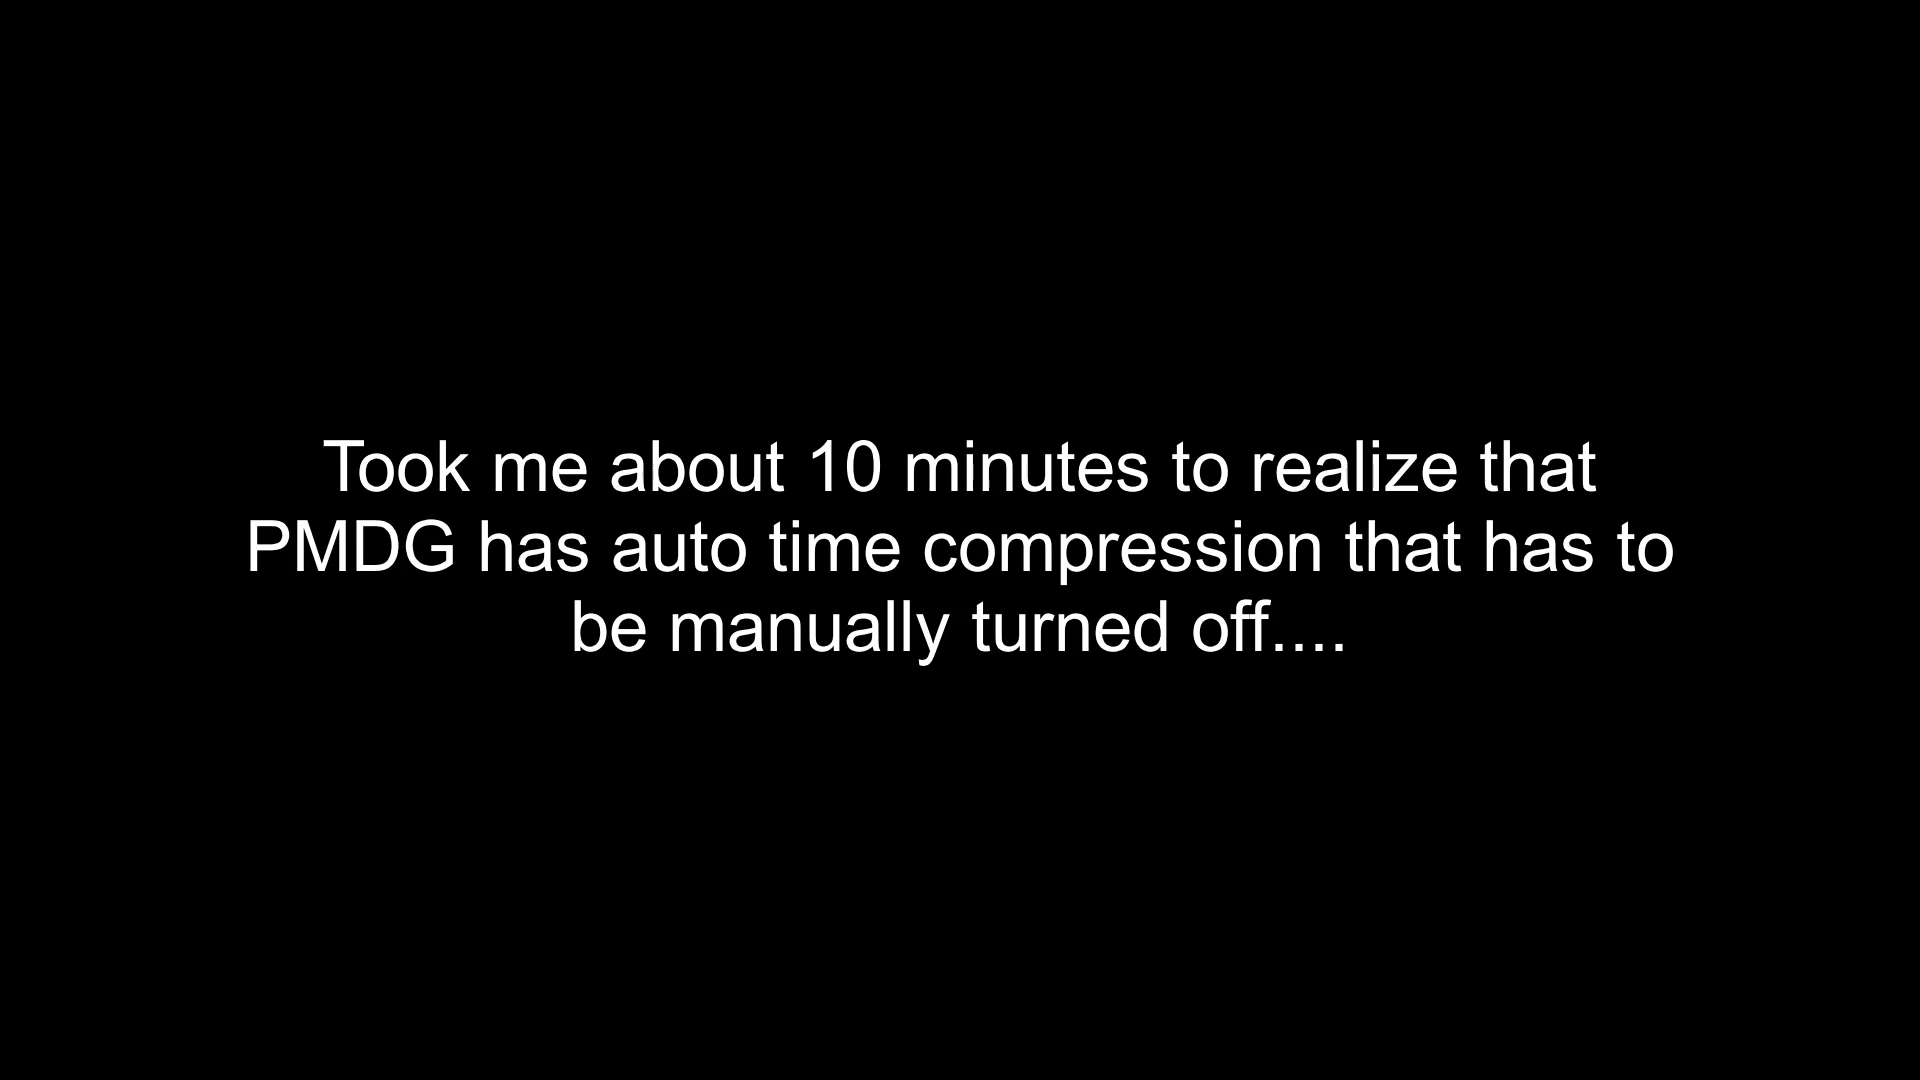 Took me about 10 minutes to realize that
PMDG has auto time compression that has to
be manually turned off....